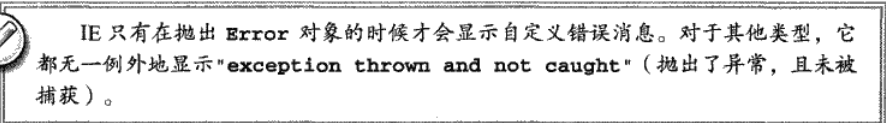 IE 只有在抛出 Error 对象的时候才会显示自定义错误消息。对于其他类型，它
都无一例外地显示"exception thrown and not caught"（抛出了异常，且未被
捕获）。